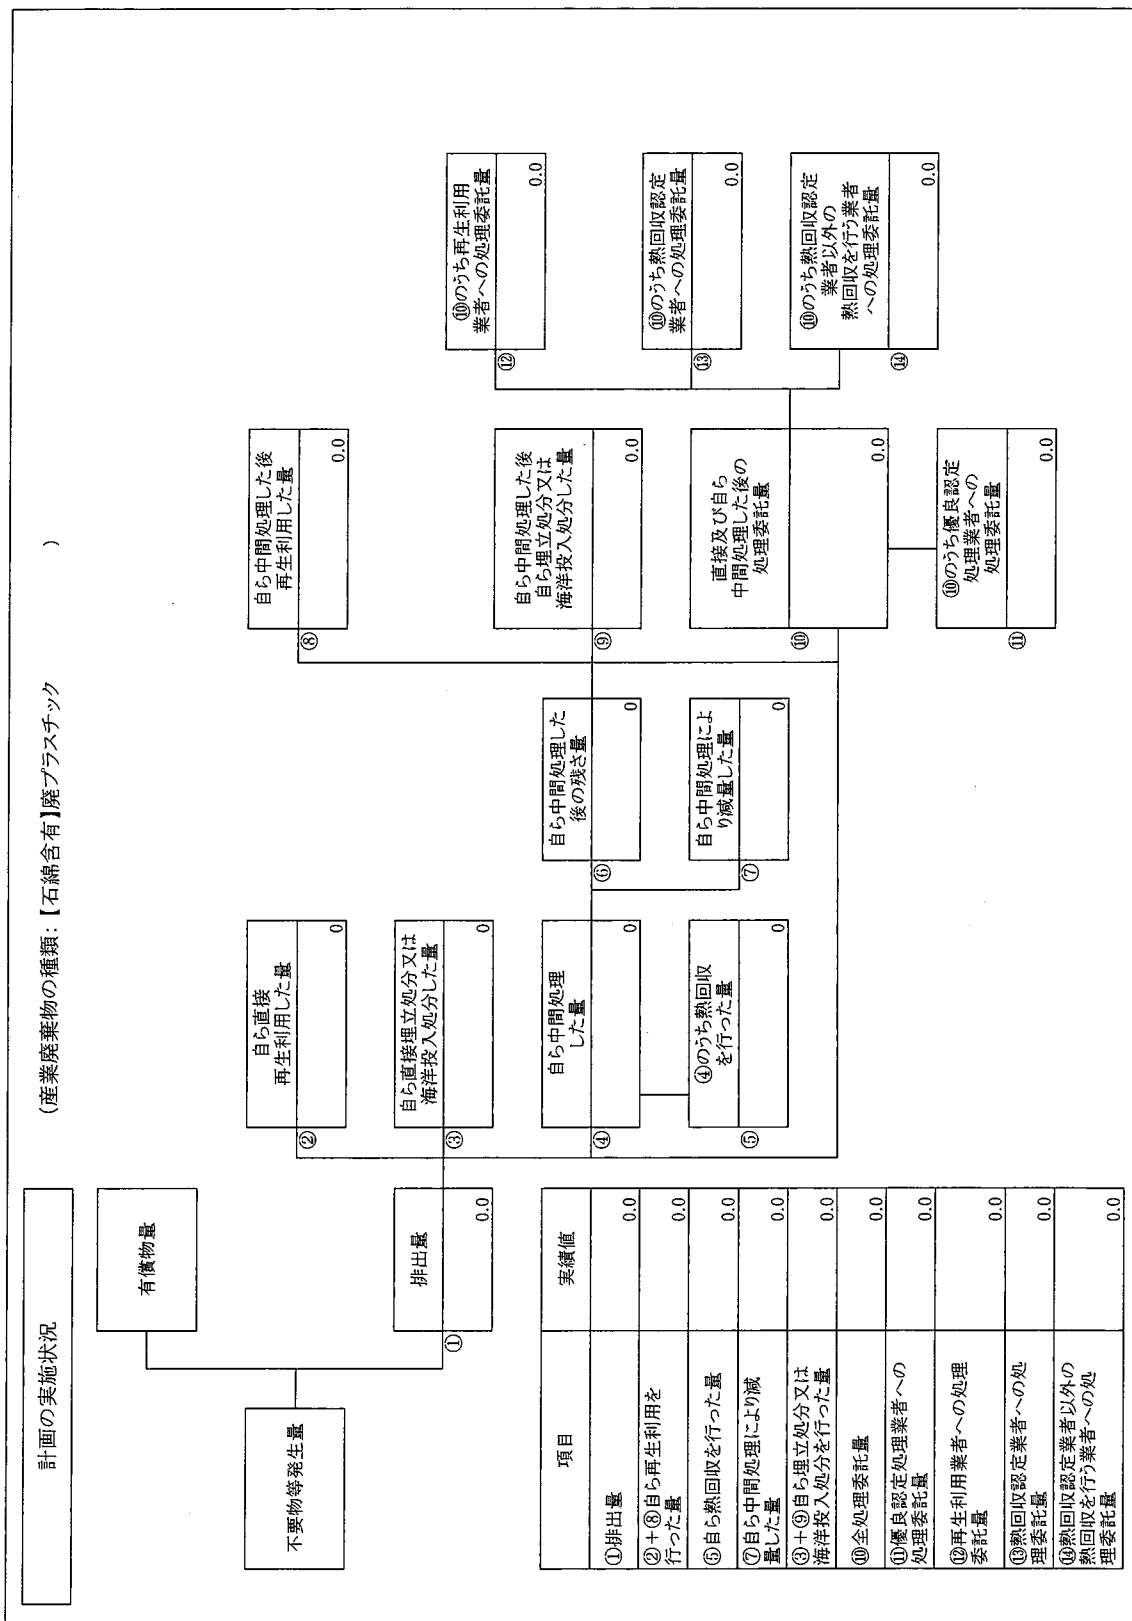 計画の実施状況
(産業廃棄物の種類：【石綿含有】廃プラスチック
)
不要物等発生量
有償物量
①
排出量
0.0
②
自ら直接
再生利用した量
0
③
自ら直接埋立処分又は
海洋投入処分した量
0
④
自ら中間処理
した量
0
⑤
④のうち熱回収
を行った量
0
⑥
自ら中間処理した
後の残さ量
0
⑦
自ら中間処理によ
り減量した量
0
⑧
自ら中間処理した後
再生利用した量
0.0
⑨
自ら中間処理した後
自ら埋立処分又は
海洋投入処分した量
0.0
⑩
直接及び自ら
中間処理した後の
処理委託量
0.0
⑪
⑩のうち優良認定
処理業者への
処理委託量
0.0
⑫
⑩のうち再生利用
業者への処理委託量
0.0
⑬
⑩のうち熱回収認定
業者への処理委託量
0.0
⑭
⑩のうち熱回収認定
業者以外の
熱回収を行う業者
への処理委託量
0.0
項目
実績値
①排出量
0.0
②+⑧自ら再生利用を
行った量
0.0
⑤自ら熱回収を行った量
0.0
⑦自ら中間処理により減
量した量
0.0
③+⑨自ら埋立処分又は
海洋投入処分を行った量
0.0
⑩全処理委託量
0.0
⑪優良認定処理業者への
処理委託量
0.0
⑫再生利用業者への処理
委託量
0.0
⑬熱回収認定業者への処
理委託量
0.0
⑭熱回収認定業者以外の
熱回収を行う業者への処
理委託量
0.0